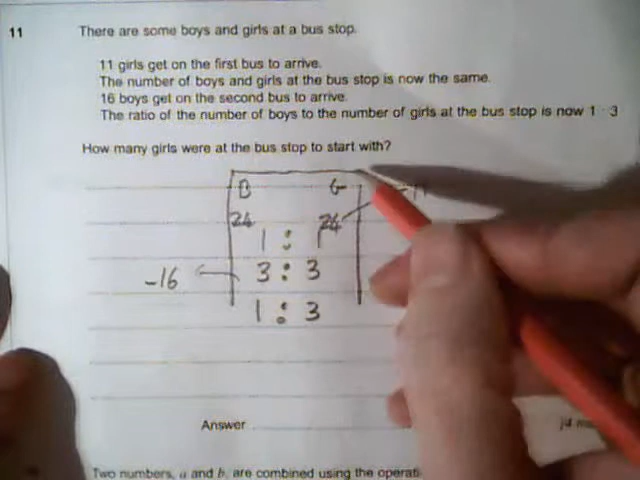 11 There are some boys and girls at a bus stop.
11 girls get on the first bus to arrive.
The number of boys and girls at the bus stop is now the same.
16 boys get on the second bus to arrive.
The ratio of the number of boys to the number of girls at the bus stop is now 1 : 3
How many girls were at the bus stop to start with?
B G
24 24
1 : 1
3 : 3
-16
1 : 3
Answer
Two numbers, a and b, are combined using the operati